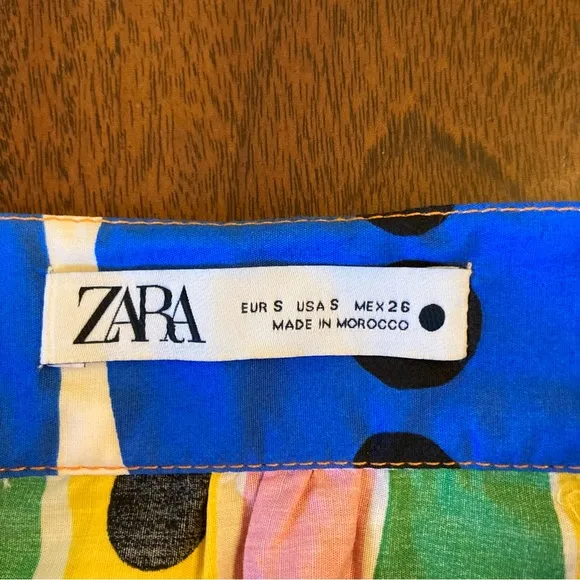 ZARA
EUR S USA S MEX 26
MADE IN MOROCCO